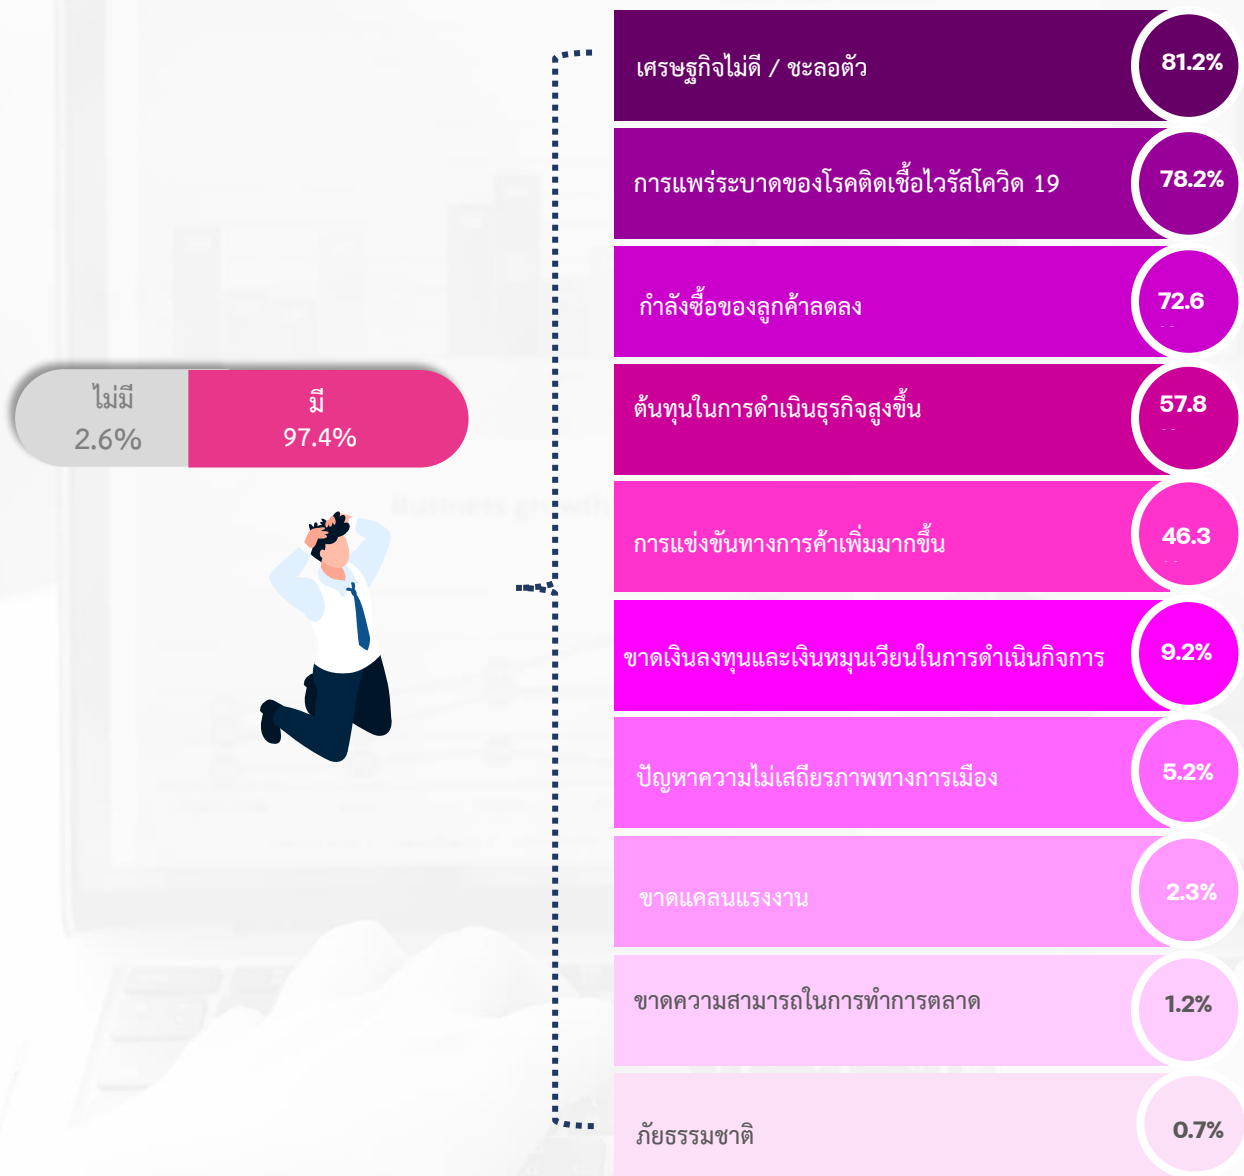 ไม่มี
2.6%
มี
97.4%
เศรษฐกิจไม่ดี / ชะลอตัว
81.2%
การแพร่ระบาดของโรคติดเชื้อไวรัสโควิด 19
78.2%
กำลังซื้อของลูกค้าลดลง
72.6
ต้นทุนในการดำเนินธุรกิจสูงขึ้น
57.8
การแข่งขันทางการค้าเพิ่มมากขึ้น
46.3
ขาดเงินลงทุนและเงินหมุนเวียนในการดำเนินกิจการ
9.2%
ปัญหาความไม่เสถียรภาพทางการเมือง
5.2%
ขาดแคลนแรงงาน
2.3%
ขาดความสามารถในการทำการตลาด
1.2%
ภัยธรรมชาติ
0.7%
Business growth